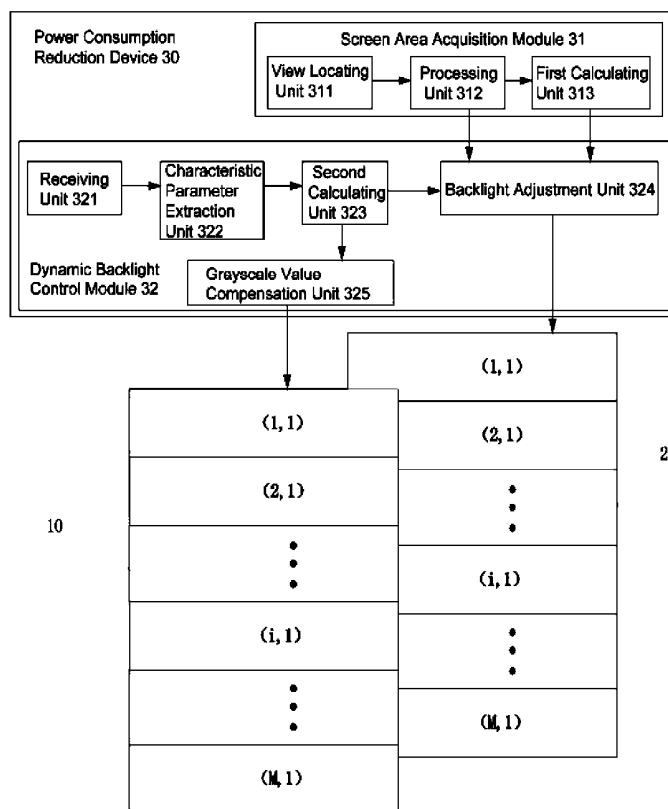 Power Consumption
Reduction Device 30
Screen Area Acquisition Module 31
View Locating
Unit 311
Processing
Unit 312
First Calculating
Unit 313
Receiving
Unit 321
Characteristic
Parameter
Extraction
Unit 322
Second
Calculating
Unit 323
Backlight Adjustment Unit 324
Dynamic Backlight
Control Module 32
Grayscale Value
Compensation Unit 325
(1,1)
(2,1)
(i,1)
(M,1)
2
10
(1,1)
(2,1)
(i,1)
(M,1)